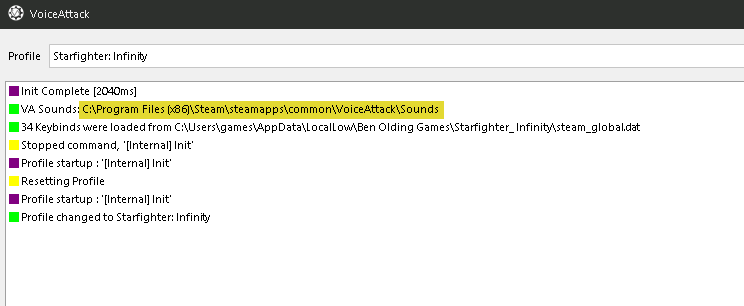 VoiceAttack
Profile Starfighter: Infinity
Init Complete [2040ms]
VA Sounds: C:\Program Files (x86)\Steam\steamapps\common\VoiceAttack\Sounds
34 Keybinds were loaded from C:\Users\games\AppData\LocalLow\Ben Olding Games\Starfighter_ Infinity\steam_global.dat
Stopped command, '[Internal] Init'
Profile startup : '[Internal] Init'
Resetting Profile
Profile startup : '[Internal] Init'
Profile changed to Starfighter: Infinity